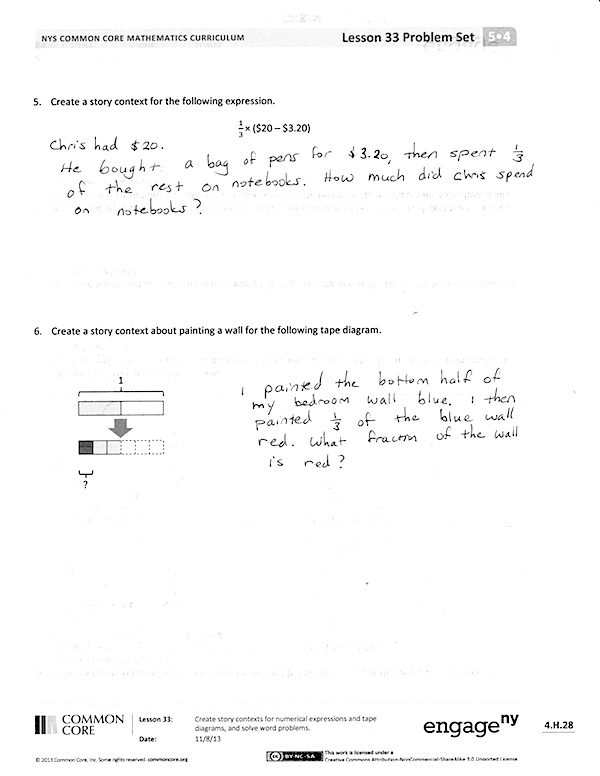 NYS COMMON CORE MATHEMATICS CURRICULUM Lesson 33 Problem Set 5•4
5. Create a story context for the following expression.
1/3 × ($20 – $3.20)
Chris had $20.
He bought a bag of pens for $3.20, then spent 1/3
of the rest on notebooks. How much did Chris spend
on notebooks?
6. Create a story context about painting a wall for the following tape diagram.
1
?
I painted the bottom half of
my bedroom wall blue. I then
painted 1/3 of the blue wall
red. What fraction of the wall
is red?
COMMON CORE
Lesson 33: Create story contexts for numerical expressions and tape
diagrams, and solve word problems.
Date: 11/8/13
engage ny
4.H.28
© 2013 Common Core, Inc. Some rights reserved. commoncore.org
CC BY-NC-SA
This work is licensed under a
Creative Commons Attribution-NonCommercial-ShareAlike 3.0 Unported License